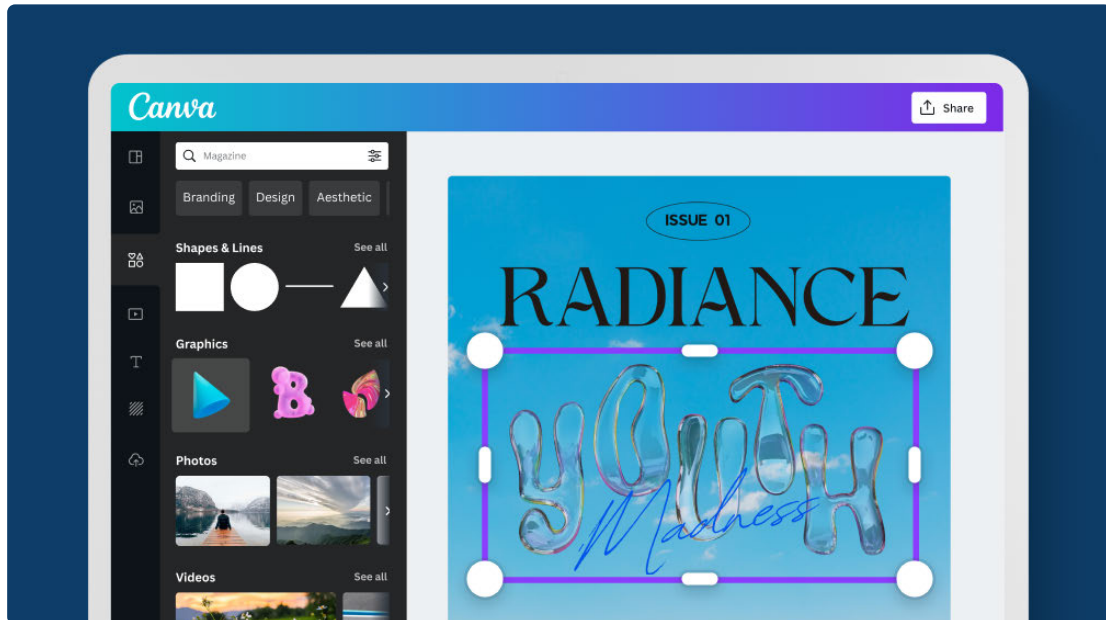 Canva
Share
Magazine
Branding Design Aesthetic
Shapes & Lines See all
Graphics See all
B
Photos See all
Videos See all
ISSUE 01
RADIANCE
YOUTH
Madness